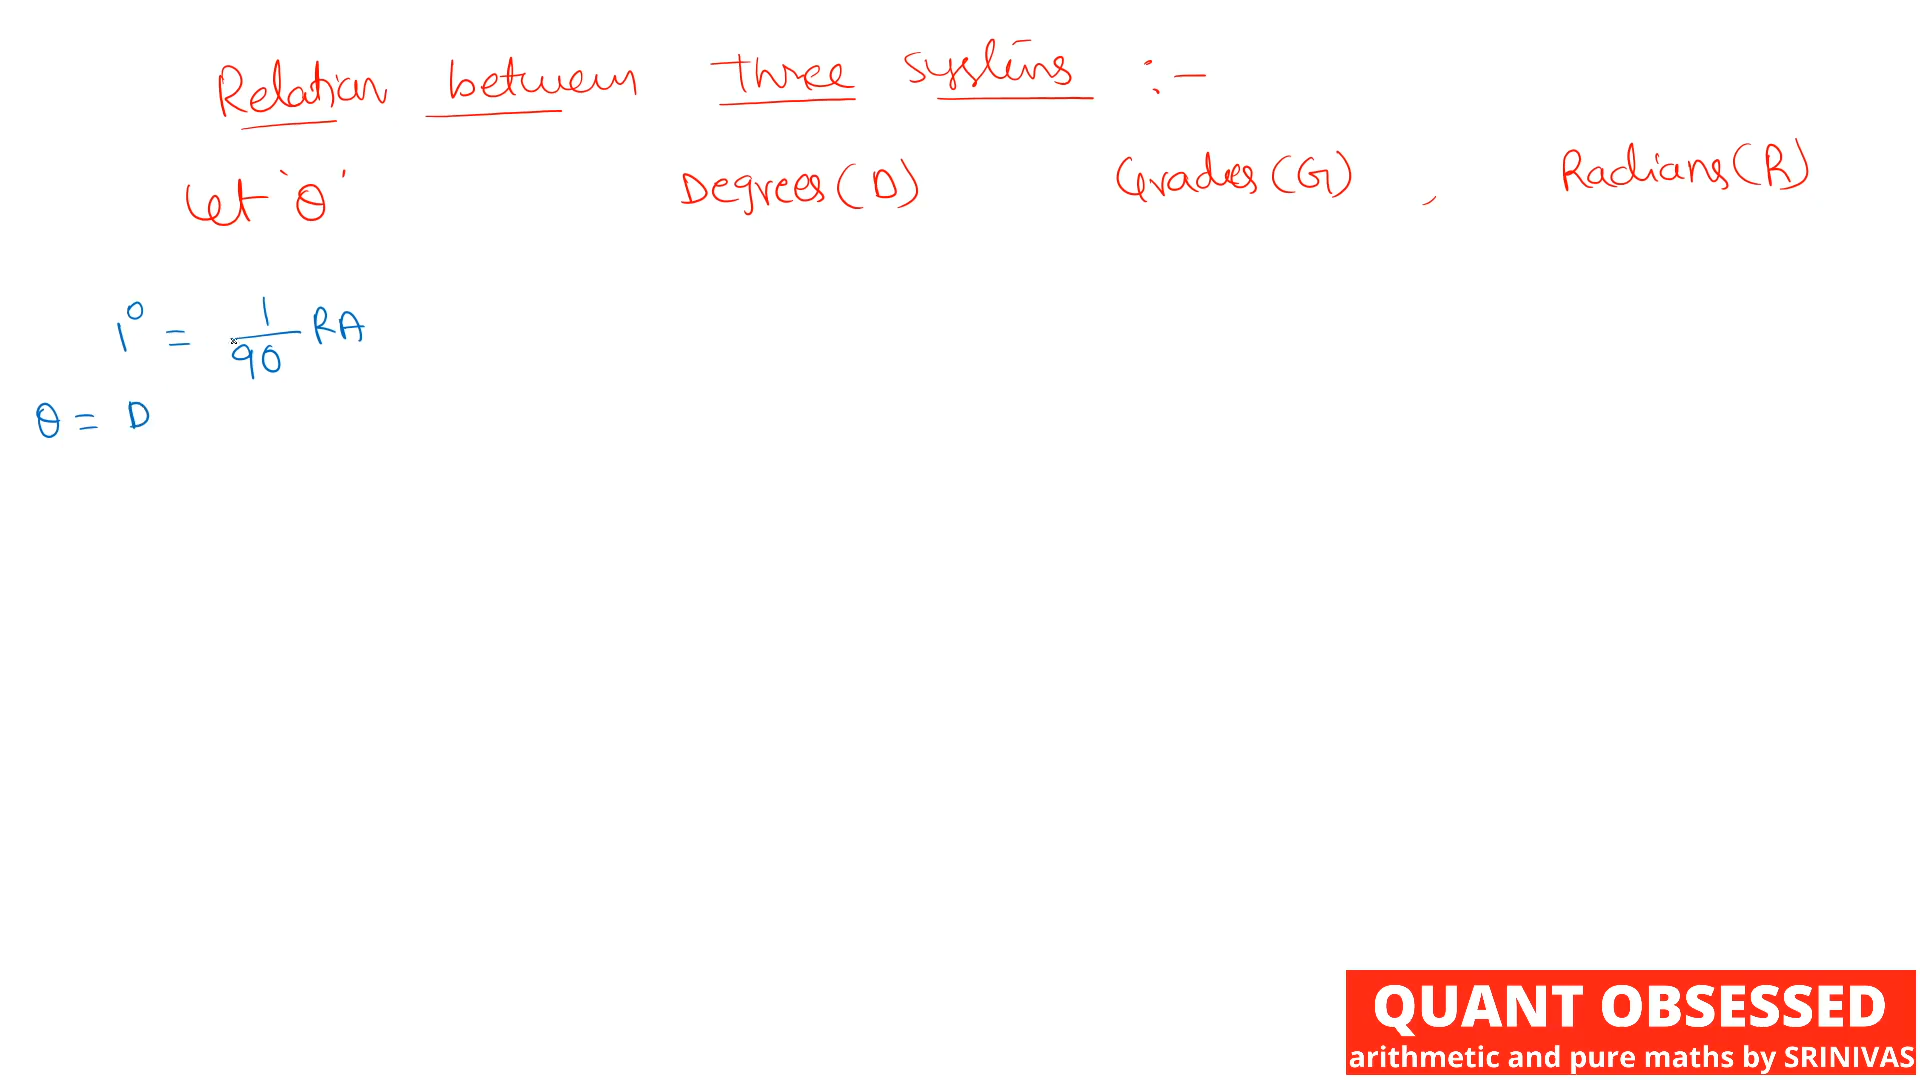 Relation between three systems :-
Let 'θ' Degrees(D) Grades(G) , Radians(R)
1⁰ = 1/90 RA
θ = D
QUANT OBSESSED
arithmetic and pure maths by SRINIVAS